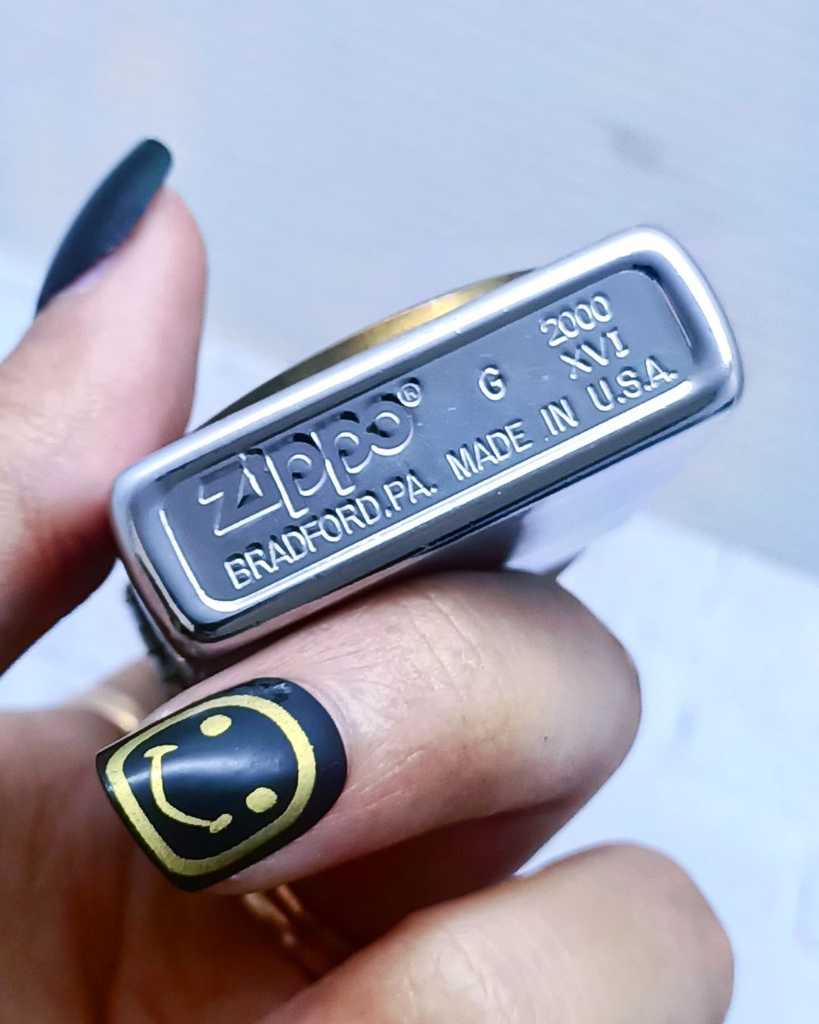 Zippo® G 2000
XVI
BRADFORD,PA. MADE IN U.S.A.